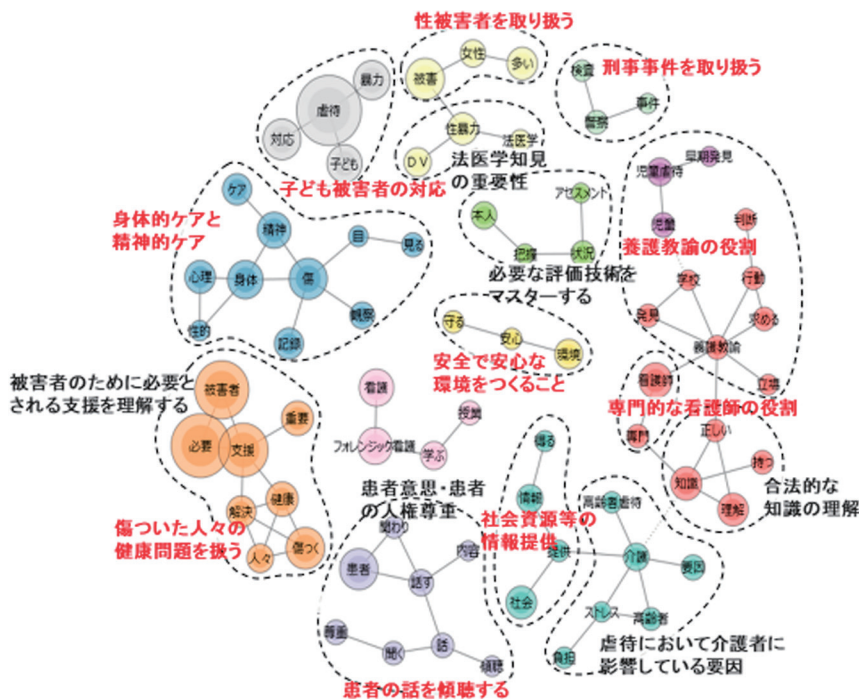 性被害者を取り扱う
女性
多い
被害
暴力
虐待
対応
子ども
性暴力
ＤＶ
法医学
法医学知見
の重要性
子ども被害者の対応
検査
事件
警察
刑事事件を取り扱う
身体的ケアと
精神的ケア
ケア
精神
目
見る
心理
身体
傷
性的
記録
観察
アセスメント
本人
把握
状況
必要な評価技術を
マスターする
早期発見
児童虐待
児童
判断
養護教諭の役割
学校
行動
発見
求める
養護教諭
立場
守る
安心
環境
安全で安心な
環境をつくること
看護師
専門的な看護師の役割
専門
正しい
知識
持つ
理解
合法的な
知識の理解
被害者のために必要と
される支援を理解する
被害者
必要
支援
重要
解決
健康
人々
傷つく
傷ついた人々の
健康問題を扱う
看護
授業
フォレンジック看護
学ぶ
患者意思・患者
の人権尊重
関わり
患者
話す
内容
尊重
聞く
話
傾聴
患者の話を傾聴する
得る
情報
社会資源等の
情報提供
提供
社会
高齢者虐待
介護
要因
ストレス
高齢者
負担
虐待において介護者に
影響している要因